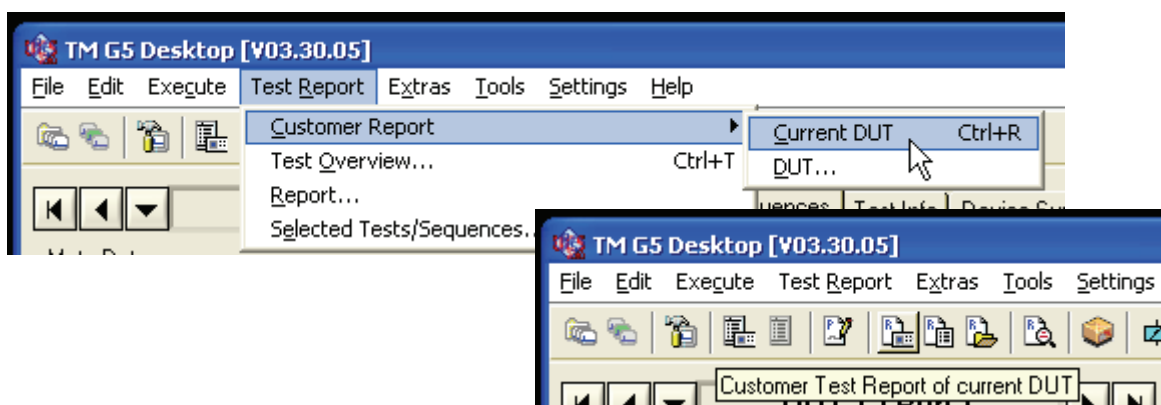 TM G5 Desktop [V03.30.05]
File Edit Execute Test Report Extras Tools Settings Help
Customer Report
Current DUT Ctrl+R
Test Overview... Ctrl+T
DUT...
Report...
Selected Tests/Sequences..
TM G5 Desktop [V03.30.05]
File Edit Execute Test Report Extras Tools Settings
Customer Test Report of current DUT